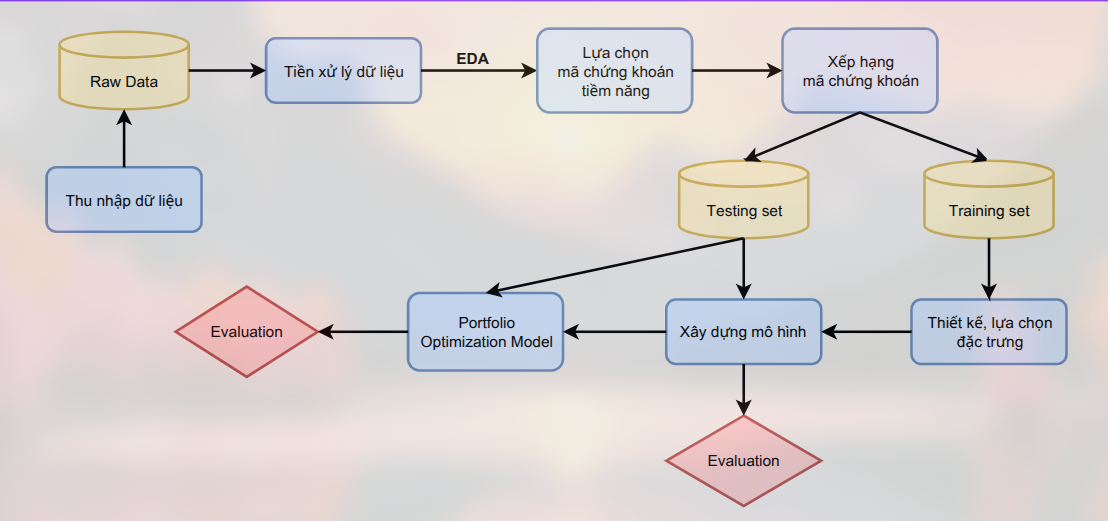 Raw Data
Tiền xử lý dữ liệu
EDA
Lựa chọn
mã chứng khoán
tiềm năng
Xếp hạng
mã chứng khoán
Thu nhập dữ liệu
Testing set
Training set
Evaluation
Portfolio
Optimization Model
Xây dựng mô hình
Thiết kế, lựa chọn
đặc trưng
Evaluation